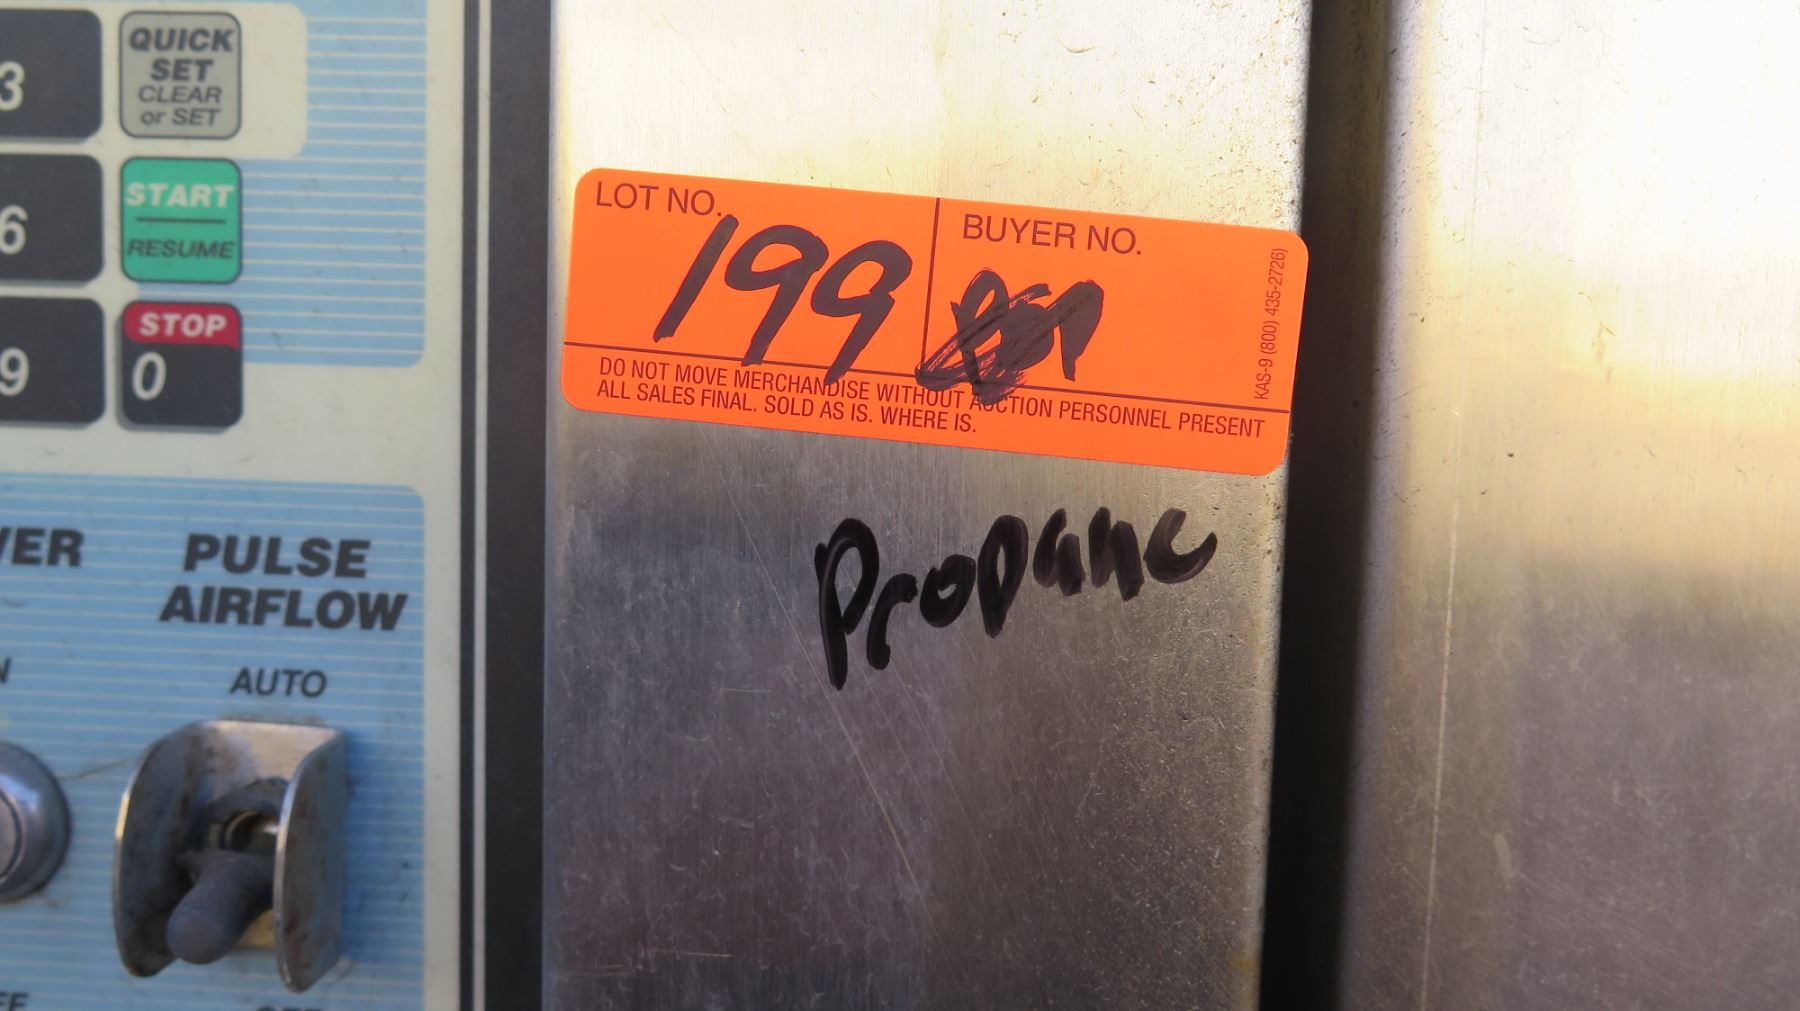 3
QUICK
SET
CLEAR
or SET
6
START
RESUME
9
STOP
0
PULSE
AIRFLOW
AUTO
LOT NO.
199
BUYER NO.
KAS-9 (800) 435-2726)
DO NOT MOVE MERCHANDISE WITHOUT AUCTION PERSONNEL PRESENT
ALL SALES FINAL. SOLD AS IS. WHERE IS.
Propane